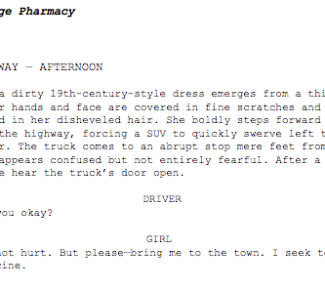 ge Pharmacy
WAY — AFTERNOON
a dirty 19th-century-style dress emerges from a thi
r hands and face are covered in fine scratches and
d in her disheveled hair. She boldly steps forward
the highway, forcing a SUV to quickly swerve left t
r. The truck comes to an abrupt stop mere feet from
appears confused but not entirely fearful. After a
e hear the truck's door open.
DRIVER
you okay?
GIRL
not hurt. But please—bring me to the town. I seek t
cine.